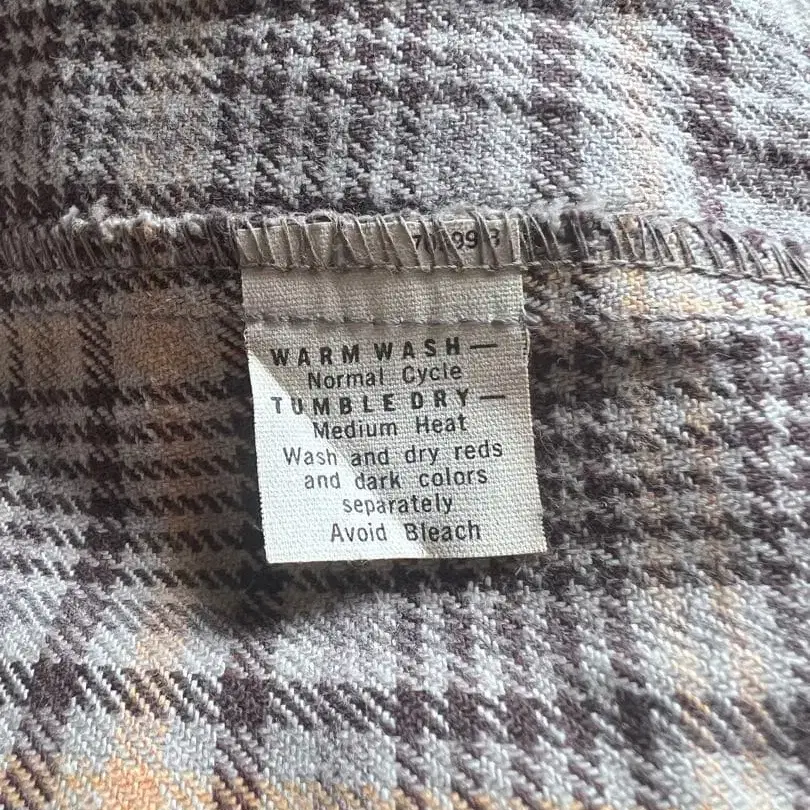 WARM WASH—
Normal Cycle
TUMBLE DRY—
Medium Heat
Wash and dry reds
and dark colors
separately
Avoid Bleach